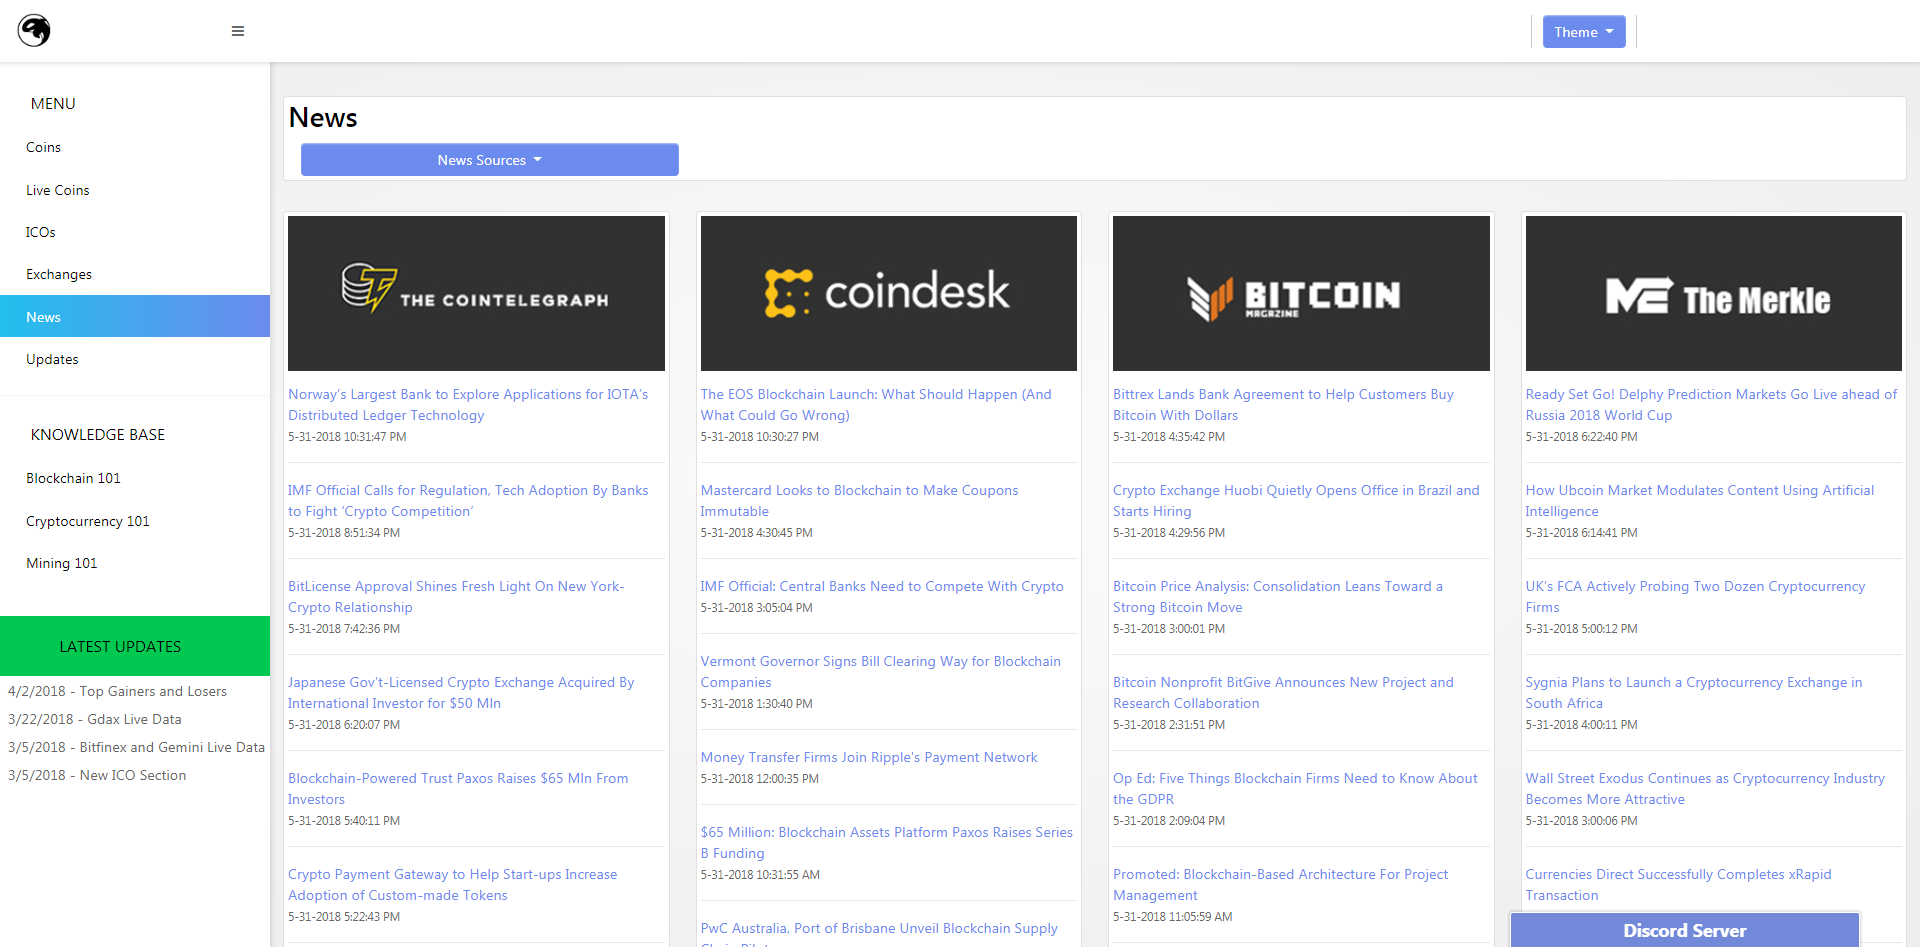 Theme
MENU
Coins
Live Coins
ICOs
Exchanges
News
Updates
KNOWLEDGE BASE
Blockchain 101
Cryptocurrency 101
Mining 101
LATEST UPDATES
4/2/2018 - Top Gainers and Losers
3/22/2018 - Gdax Live Data
3/5/2018 - Bitfinex and Gemini Live Data
3/5/2018 - New ICO Section
News
News Sources
THE COINTELEGRAPH
Norway’s Largest Bank to Explore Applications for IOTA’s
Distributed Ledger Technology
5-31-2018 10:31:47 PM
IMF Official Calls for Regulation, Tech Adoption By Banks
to Fight ‘Crypto Competition’
5-31-2018 8:51:34 PM
BitLicense Approval Shines Fresh Light On New York-
Crypto Relationship
5-31-2018 7:42:36 PM
Japanese Gov’t-Licensed Crypto Exchange Acquired By
International Investor for $50 Mln
5-31-2018 6:20:07 PM
Blockchain-Powered Trust Paxos Raises $65 Mln From
Investors
5-31-2018 5:40:11 PM
Crypto Payment Gateway to Help Start-ups Increase
Adoption of Custom-made Tokens
5-31-2018 5:22:43 PM
coindesk
The EOS Blockchain Launch: What Should Happen (And
What Could Go Wrong)
5-31-2018 10:30:27 PM
Mastercard Looks to Blockchain to Make Coupons
Immutable
5-31-2018 4:30:45 PM
IMF Official: Central Banks Need to Compete With Crypto
5-31-2018 3:05:04 PM
Vermont Governor Signs Bill Clearing Way for Blockchain
Companies
5-31-2018 1:30:40 PM
Money Transfer Firms Join Ripple's Payment Network
5-31-2018 12:00:35 PM
$65 Million: Blockchain Assets Platform Paxos Raises Series
B Funding
5-31-2018 10:31:55 AM
PwC Australia, Port of Brisbane Unveil Blockchain Supply
BITCOIN
MAGAZINE
Bittrex Lands Bank Agreement to Help Customers Buy
Bitcoin With Dollars
5-31-2018 4:35:42 PM
Crypto Exchange Huobi Quietly Opens Office in Brazil and
Starts Hiring
5-31-2018 4:29:56 PM
Bitcoin Price Analysis: Consolidation Leans Toward a
Strong Bitcoin Move
5-31-2018 3:00:01 PM
Bitcoin Nonprofit BitGive Announces New Project and
Research Collaboration
5-31-2018 2:31:51 PM
Op Ed: Five Things Blockchain Firms Need to Know About
the GDPR
5-31-2018 2:09:04 PM
Promoted: Blockchain-Based Architecture For Project
Management
5-31-2018 11:05:59 AM
ME The Merkle
Ready Set Go! Delphy Prediction Markets Go Live ahead of
Russia 2018 World Cup
5-31-2018 6:22:40 PM
How Ubcoin Market Modulates Content Using Artificial
Intelligence
5-31-2018 6:14:41 PM
UK’s FCA Actively Probing Two Dozen Cryptocurrency
Firms
5-31-2018 5:00:12 PM
Sygnia Plans to Launch a Cryptocurrency Exchange in
South Africa
5-31-2018 4:00:11 PM
Wall Street Exodus Continues as Cryptocurrency Industry
Becomes More Attractive
5-31-2018 3:00:06 PM
Currencies Direct Successfully Completes xRapid
Transaction
Discord Server